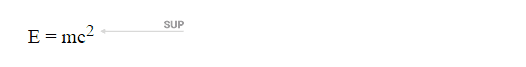 E = mc² SUP